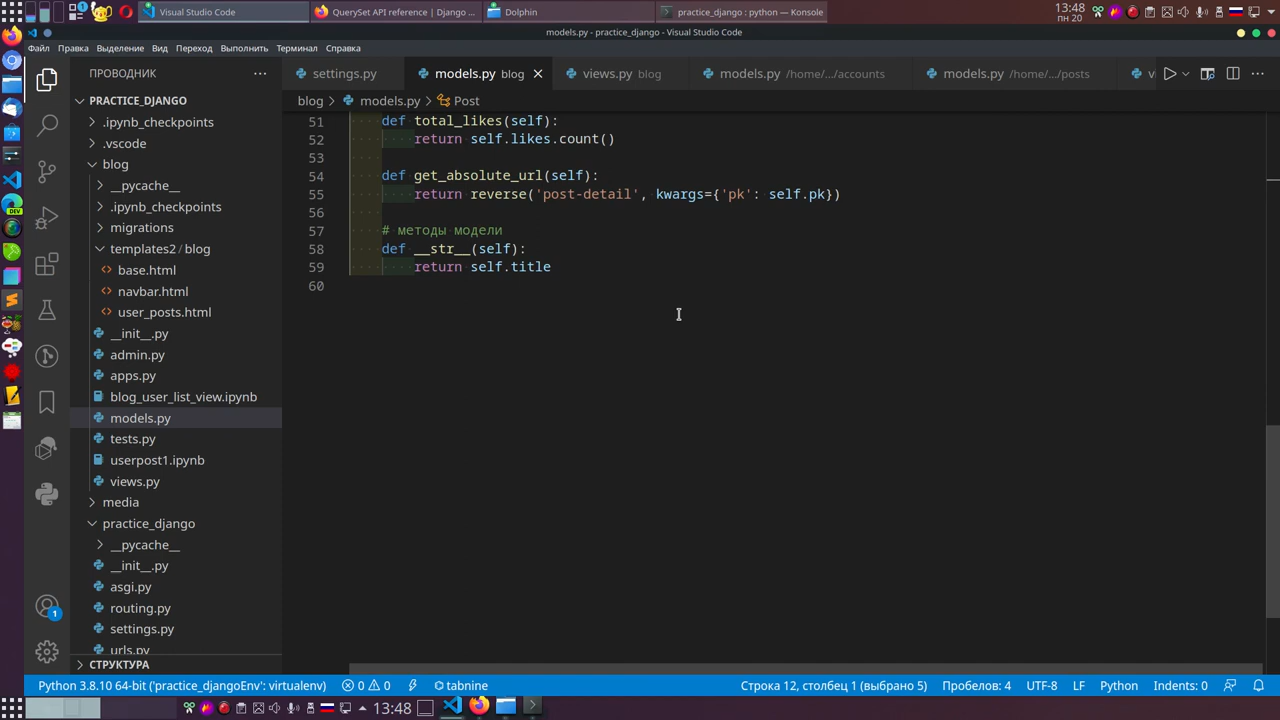 Visual Studio Code
QuerySet API reference | Django ...
Dolphin
practice_django : python — Konsole
13:48
пн 20
models.py - practice_django - Visual Studio Code
Файл Правка Выделение Вид Переход Выполнить Терминал Справка
ПРОВОДНИК
settings.py
models.py blog
views.py blog
models.py /home/.../accounts
models.py /home/.../posts
PRACTICE_DJANGO
blog > models.py > Post
.ipynb_checkpoints
.vscode
blog
__pycache__
.ipynb_checkpoints
migrations
templates2 / blog
base.html
navbar.html
user_posts.html
__init__.py
admin.py
apps.py
blog_user_list_view.ipynb
models.py
tests.py
userpost1.ipynb
views.py
media
practice_django
__pycache__
__init__.py
asgi.py
routing.py
settings.py
urls.py
СТРУКТУРА
51 def total_likes(self):
52 return self.likes.count()
53
54 def get_absolute_url(self):
55 return reverse('post-detail', kwargs={'pk': self.pk})
56
57 # методы модели
58 def __str__(self):
59 return self.title
60
DEV
1
Python 3.8.10 64-bit ('practice_djangoEnv': virtualenv) 0 0 tabnine
Строка 12, столбец 1 (выбрано 5) Пробелов: 4 UTF-8 LF Python Indents: 0
13:48